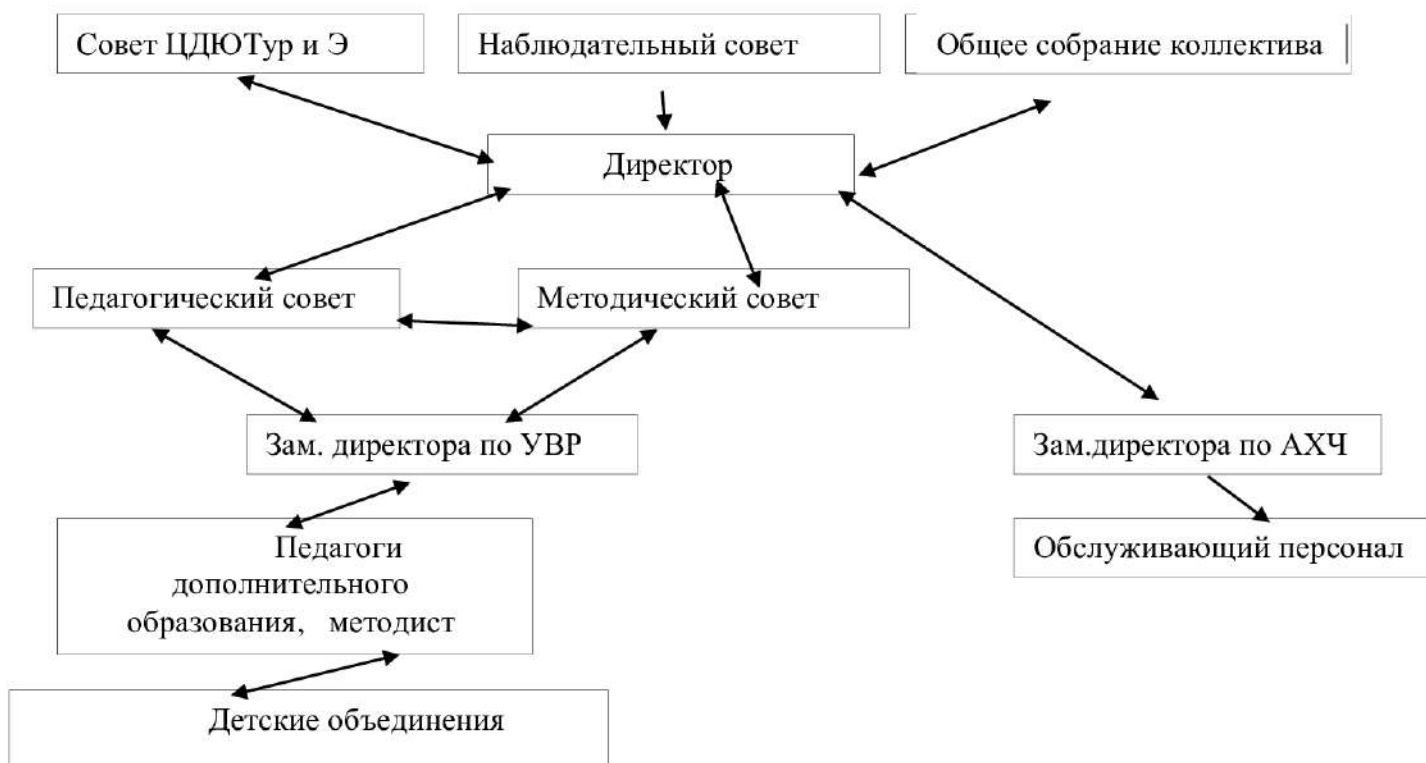 Совет ЦДЮТур и Э
Наблюдательный совет
Общее собрание коллектива
Директор
Педагогический совет
Методический совет
Зам. директора по УВР
Зам.директора по АХЧ
Педагоги
дополнительного
образования, методист
Обслуживающий персонал
Детские объединения